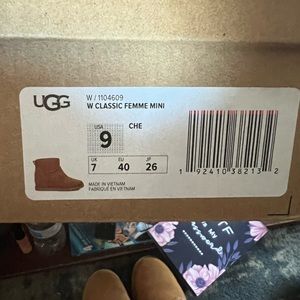 UGG
W / 1104609
W CLASSIC FEMME MINI
USA
9
CHE
UK
EU
JP
7
40
26
MADE IN VIETNAM
FABRIQUÉ EN VIETNAM
1 92410 38213 2
MY